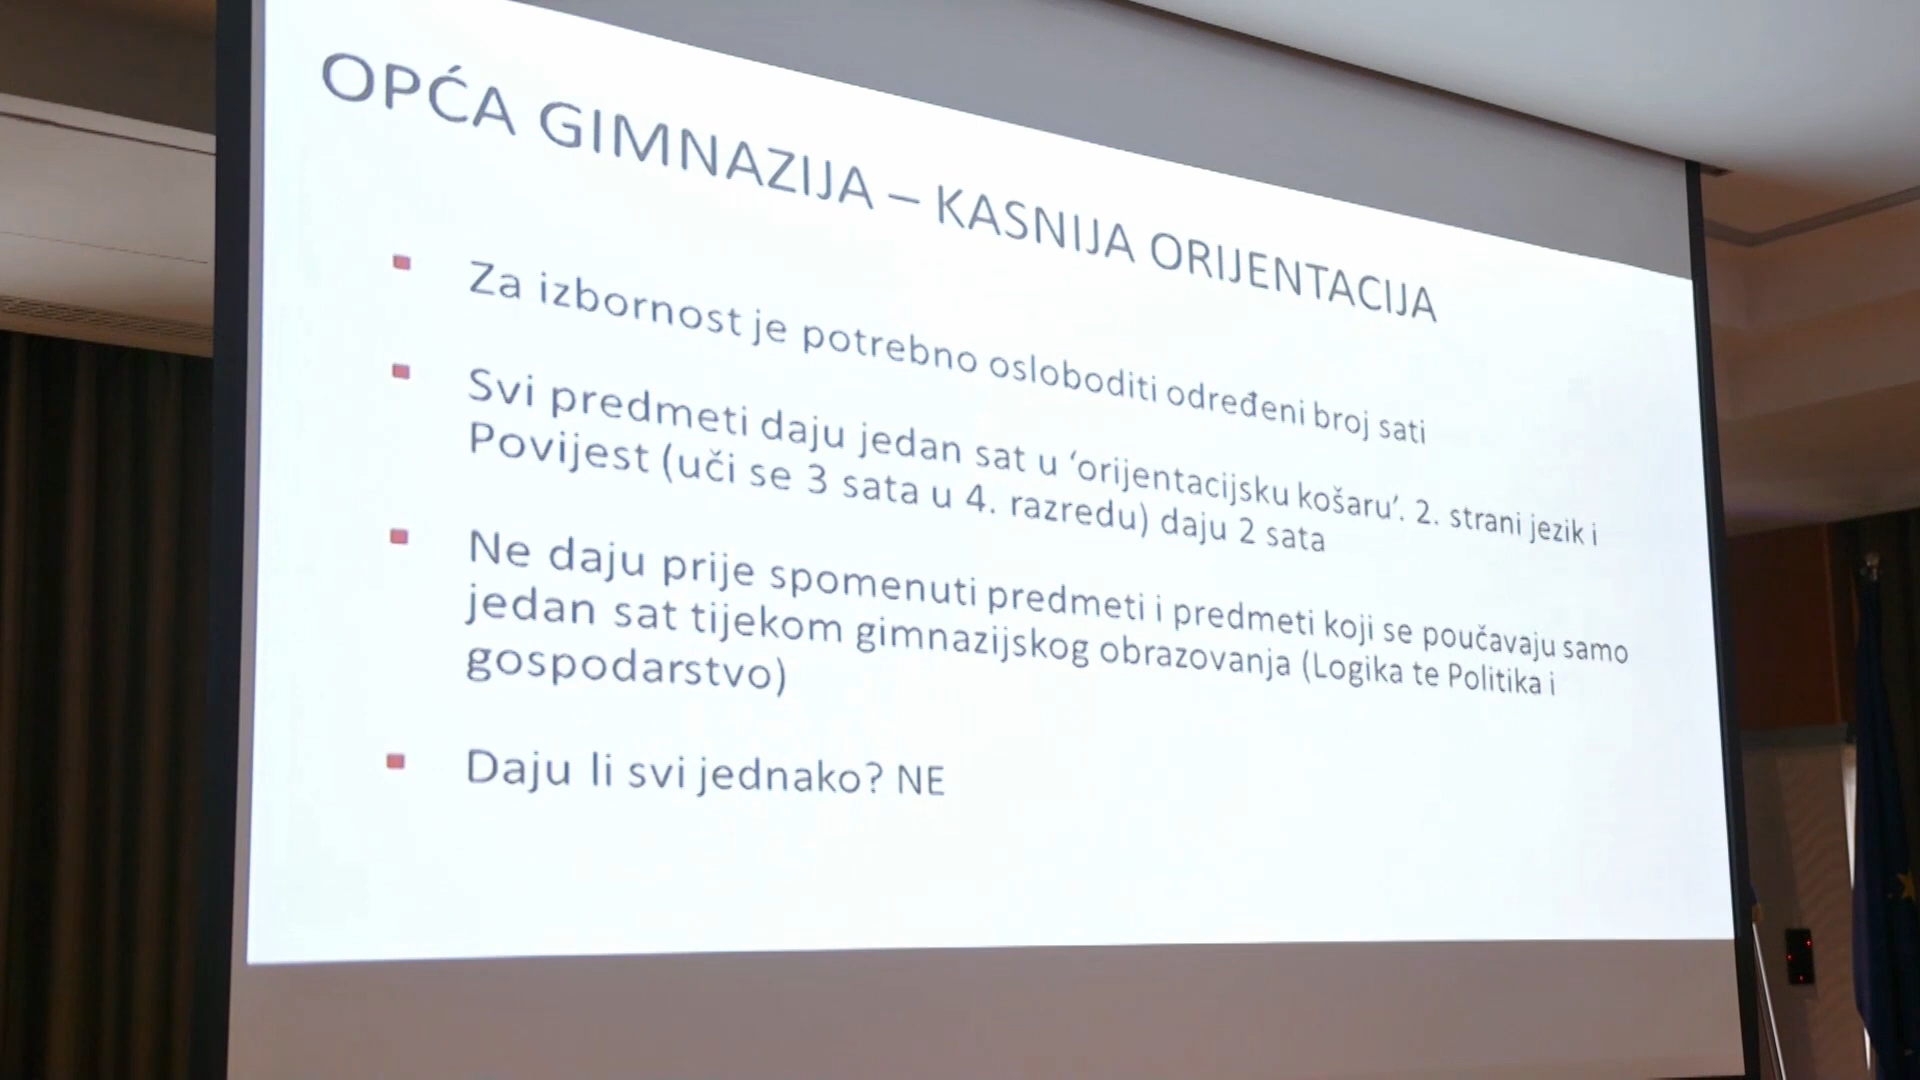 OPĆA GIMNAZIJA – KASNIJA ORIJENTACIJA
Za izbornost je potrebno osloboditi određeni broj sati
Svi predmeti daju jedan sat u ‘orijentacijsku košaru’. 2. strani jezik i
Povijest (uči se 3 sata u 4. razredu) daju 2 sata
Ne daju prije spomenuti predmeti i predmeti koji se poučavaju samo
jedan sat tijekom gimnazijskog obrazovanja (Logika te Politika i
gospodarstvo)
Daju li svi jednako? NE